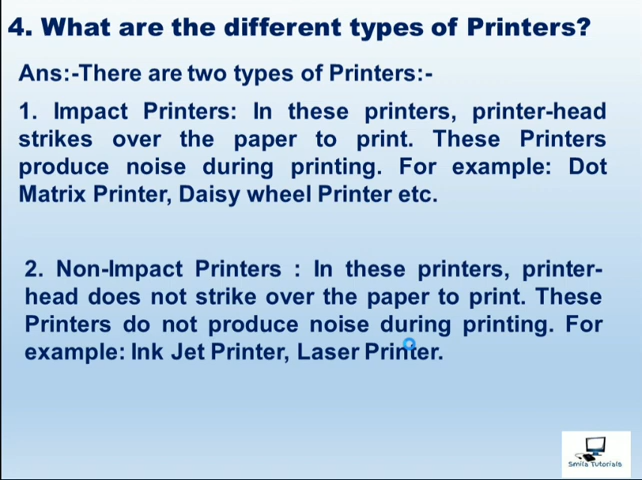 4. What are the different types of Printers?
Ans:-There are two types of Printers:-
1. Impact Printers: In these printers, printer-head
strikes over the paper to print. These Printers
produce noise during printing. For example: Dot
Matrix Printer, Daisy wheel Printer etc.
2. Non-Impact Printers : In these printers, printer-
head does not strike over the paper to print. These
Printers do not produce noise during printing. For
example: Ink Jet Printer, Laser Printer.
Smila Tutorials